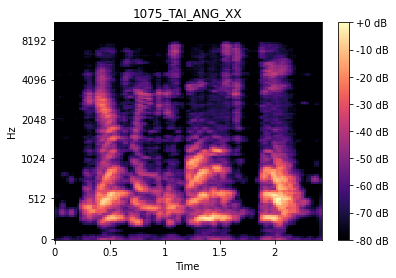 1075_TAI_ANG_XX
8192
4096
2048
1024
512
0
Hz
0
0.5
1
1.5
2
Time
+0 dB
-10 dB
-20 dB
-30 dB
-40 dB
-50 dB
-60 dB
-70 dB
-80 dB